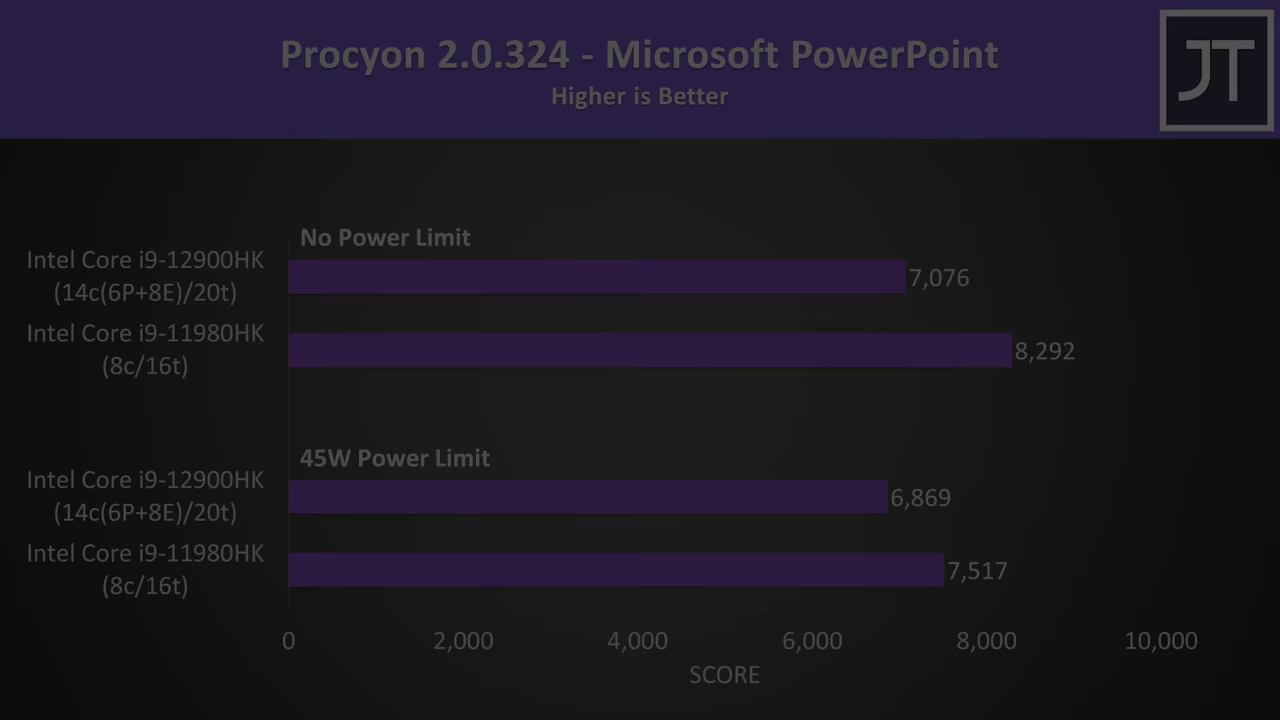 Procyon 2.0.324 - Microsoft PowerPoint
Higher is Better
JT
No Power Limit
Intel Core i9-12900HK
(14c(6P+8E)/20t)
7,076
Intel Core i9-11980HK
(8c/16t)
8,292
45W Power Limit
Intel Core i9-12900HK
(14c(6P+8E)/20t)
6,869
Intel Core i9-11980HK
(8c/16t)
7,517
0 2,000 4,000 6,000 8,000 10,000
SCORE